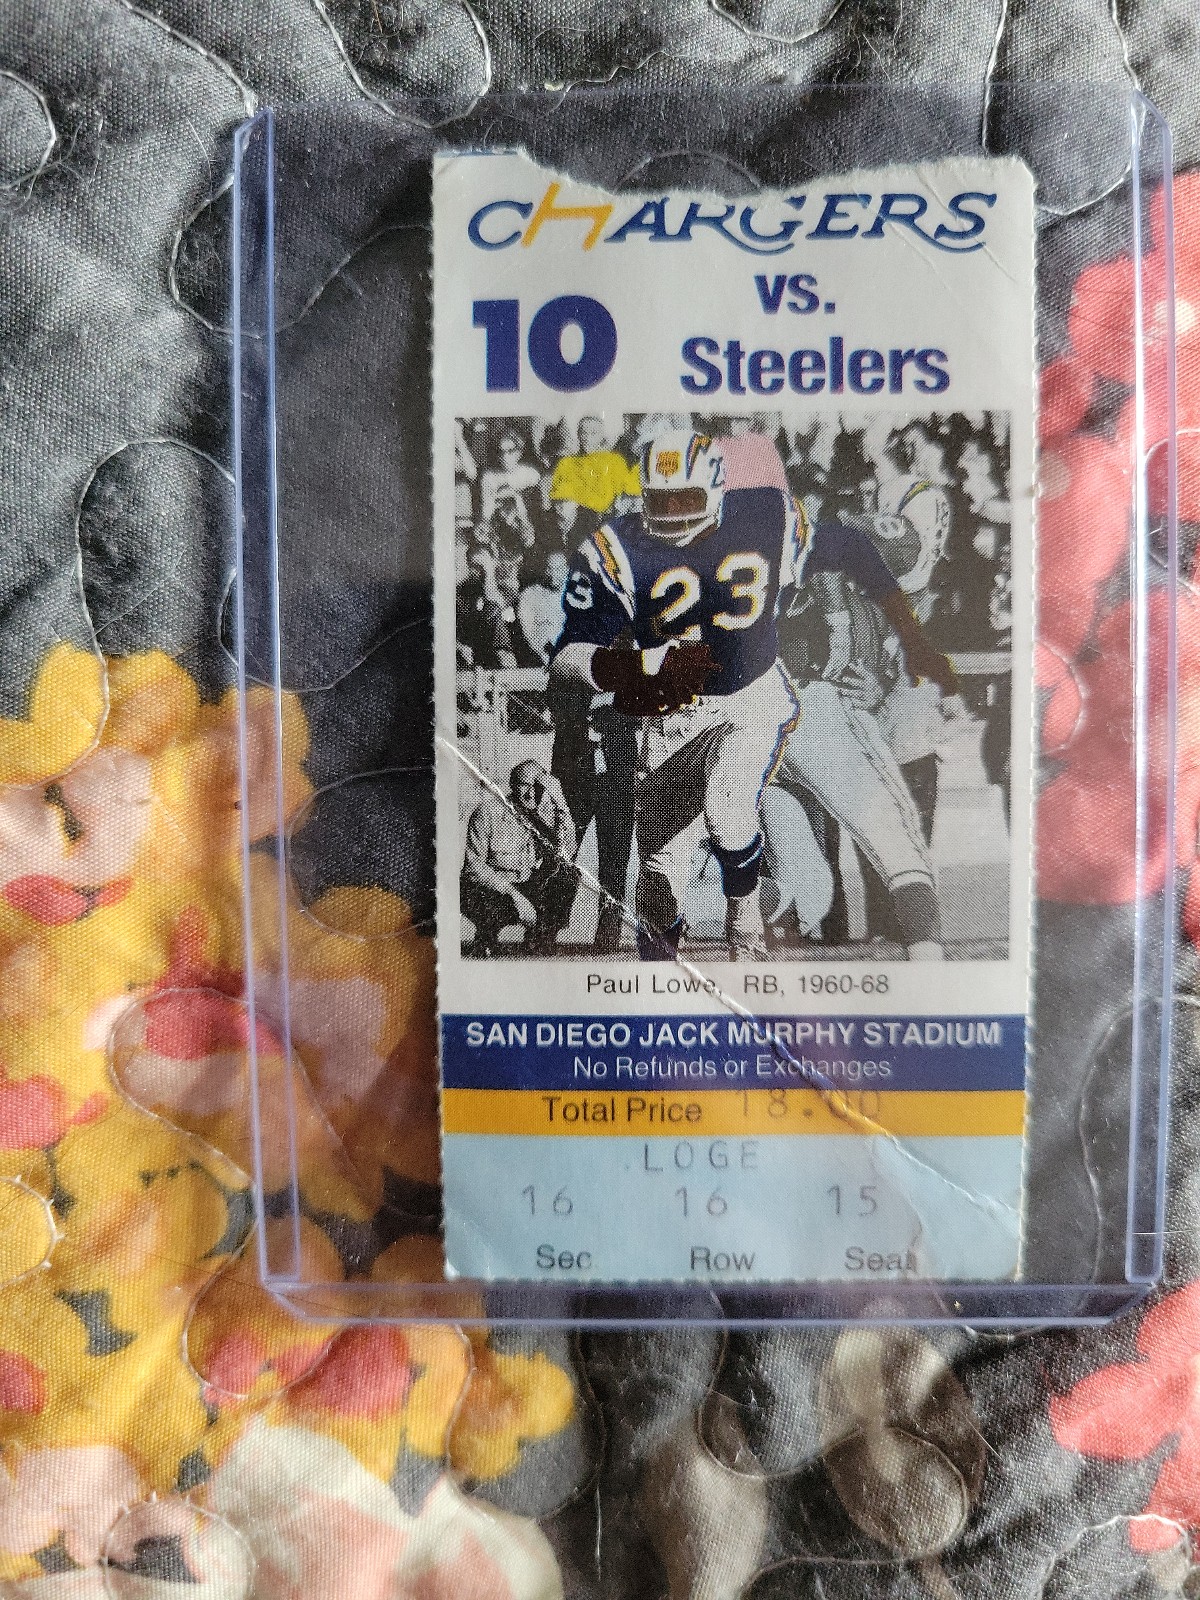 CHARGERS
vs.
10 Steelers
23
23
Paul Lowe, RB, 1960-68
SAN DIEGO JACK MURPHY STADIUM
No Refunds or Exchanges
Total Price 18.00
LOGE
16 16 15
Sec. Row Seat